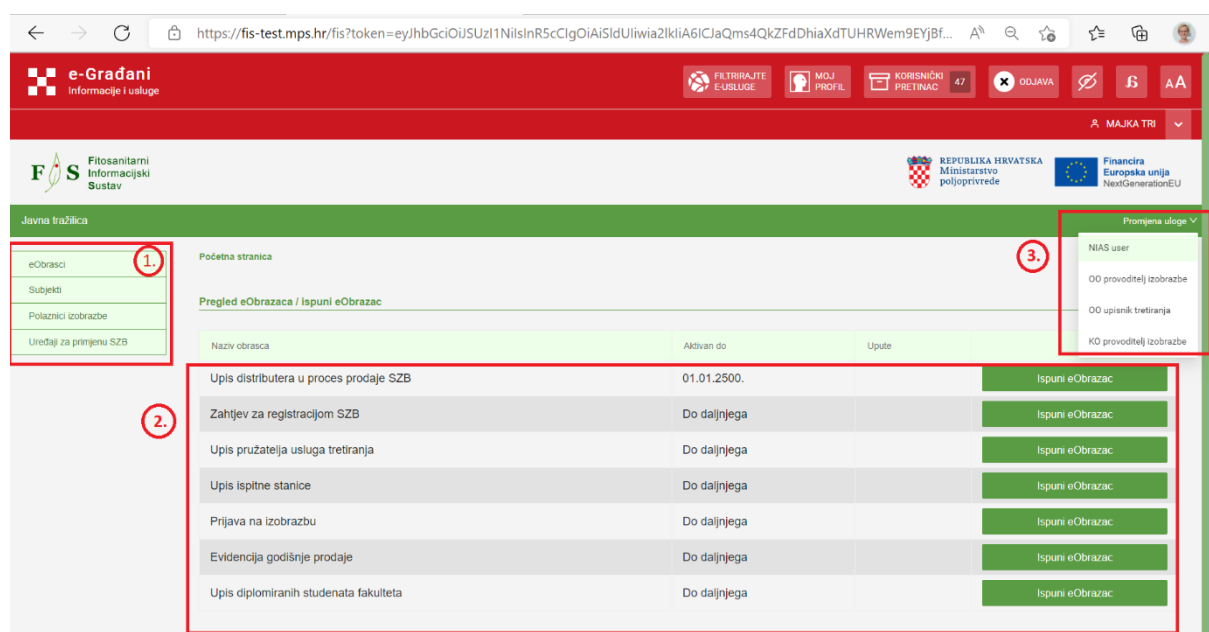 https://fis-test.mps.hr/fis?token=
e-Građani
Informacije i usluge
FILTRIRAJTE
E-USLUGE
MOJ
PROFIL
KORISNIČKI
PRETINAC
47
ODJAVA
AA
MAJKA TRI
FIS
Fitosanitarni
Informacijski
Sustav
REPUBLIKA HRVATSKA
Ministarstvo
poljoprivrede
Financira
Europska unija
NextGenerationEU
Javna tražilica
Promjena uloge
1.
eObrasci
Subjekti
Polaznici izobrazbe
Uređaji za primjenu SZB
Početna stranica
3.
NIAS user
OO provoditelj izobrazbe
OO upisnik tretiranja
KO provoditelj izobrazbe
Pregled eObrazaca / ispuni eObrazac
Naziv obrasca Aktivan do Upute
2.
Upis distributera u proces prodaje SZB 01.01.2500. Ispuni eObrazac
Zahtjev za registracijom SZB Do daljnjega Ispuni eObrazac
Upis pružatelja usluga tretiranja Do daljnjega Ispuni eObrazac
Upis ispitne stanice Do daljnjega Ispuni eObrazac
Prijava na izobrazbu Do daljnjega Ispuni eObrazac
Evidencija godišnje prodaje Do daljnjega Ispuni eObrazac
Upis diplomiranih studenata fakulteta Do daljnjega Ispuni eObrazac